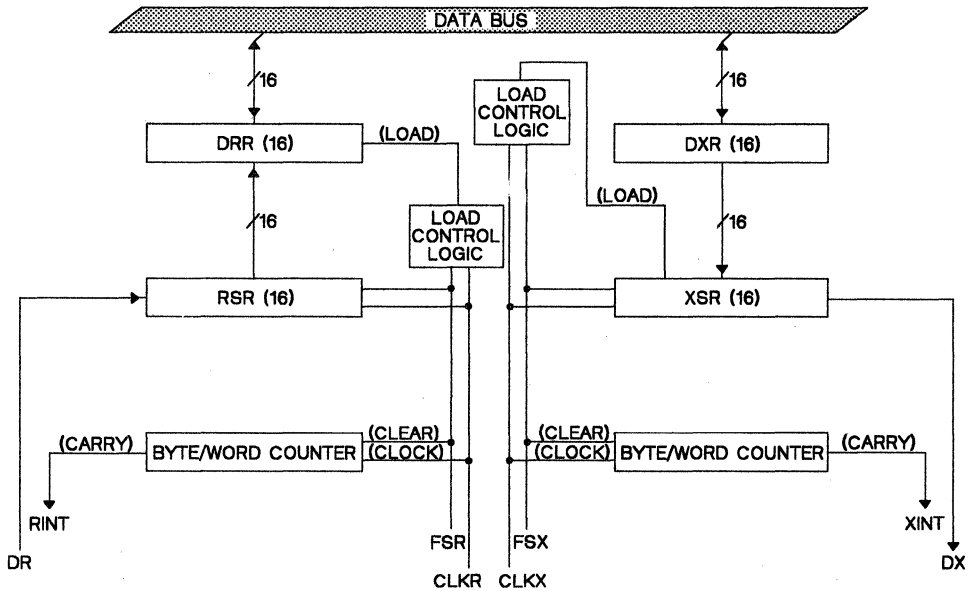 DATA BUS
16
16
LOAD
CONTROL
LOGIC
DRR (16)
(LOAD)
DXR (16)
16
(LOAD)
16
LOAD
CONTROL
LOGIC
RSR (16)
XSR (16)
(CARRY)
BYTE/WORD COUNTER
(CLEAR)
(CLOCK)
(CLEAR)
(CLOCK)
BYTE/WORD COUNTER
(CARRY)
RINT
XINT
FSR
FSX
DR
DX
CLKR
CLKX